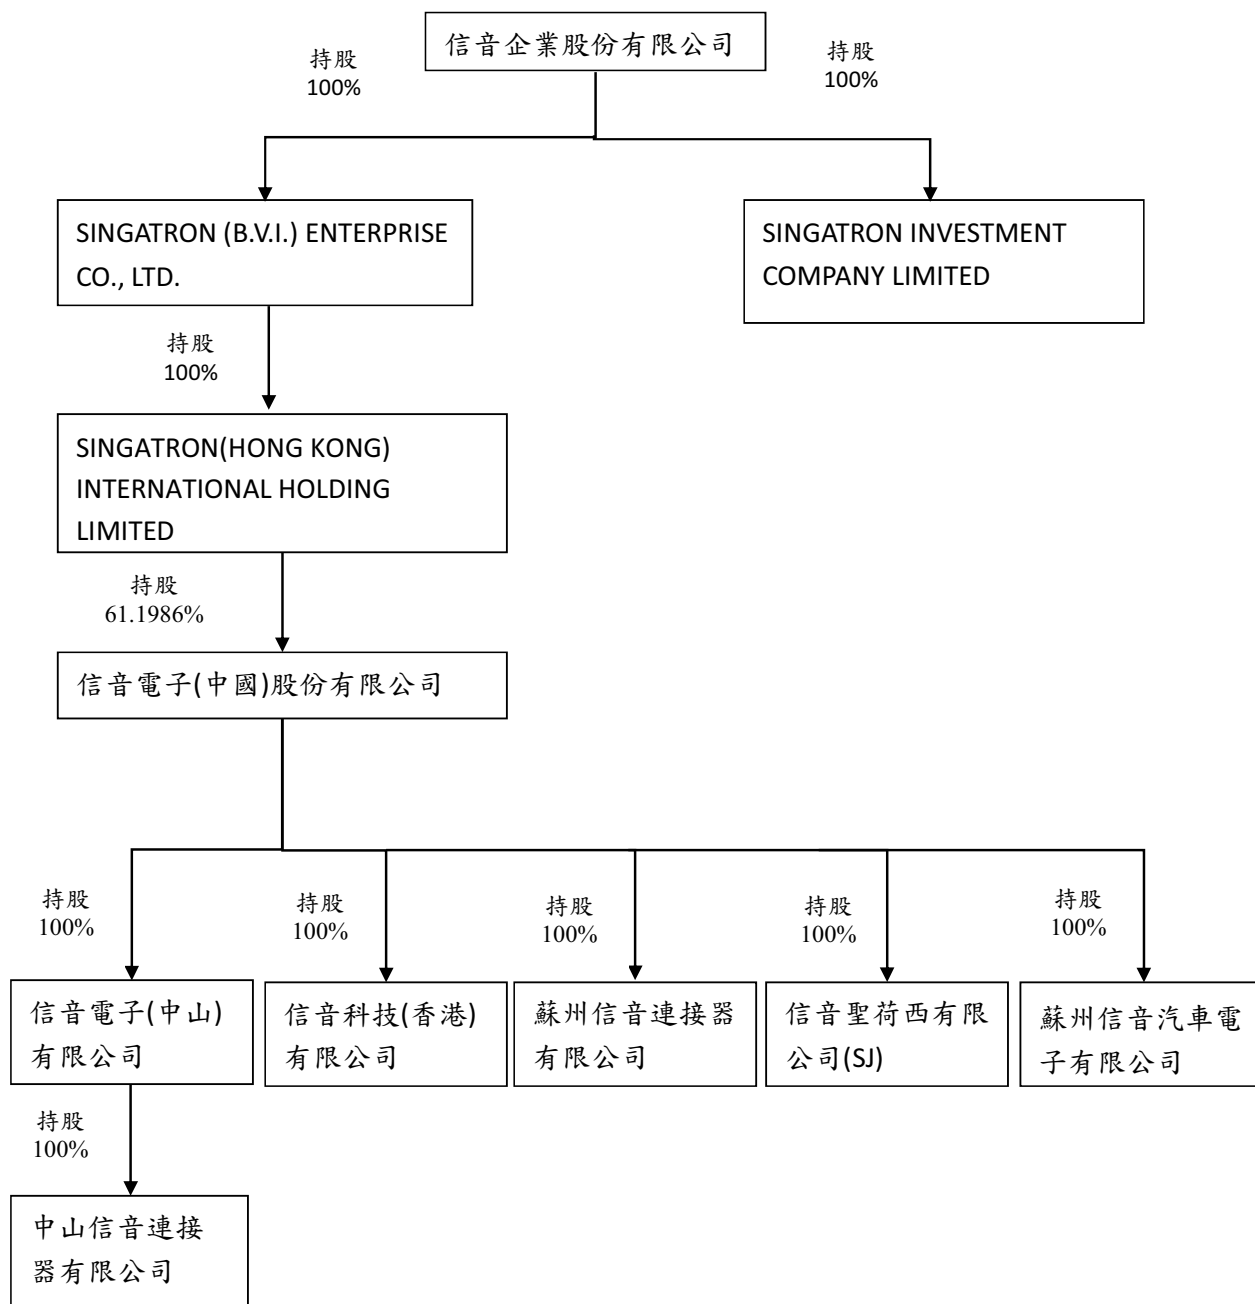 信音企業股份有限公司
持股
100%
持股
100%
SINGATRON (B.V.I.) ENTERPRISE
CO., LTD.
SINGATRON INVESTMENT
COMPANY LIMITED
持股
100%
SINGATRON(HONG KONG)
INTERNATIONAL HOLDING
LIMITED
持股
61.1986%
信音電子(中國)股份有限公司
持股
100%
持股
100%
持股
100%
持股
100%
持股
100%
信音電子(中山)
有限公司
信音科技(香港)
有限公司
蘇州信音連接器
有限公司
信音聖荷西有限
公司(SJ)
蘇州信音汽車電
子有限公司
持股
100%
中山信音連接
器有限公司